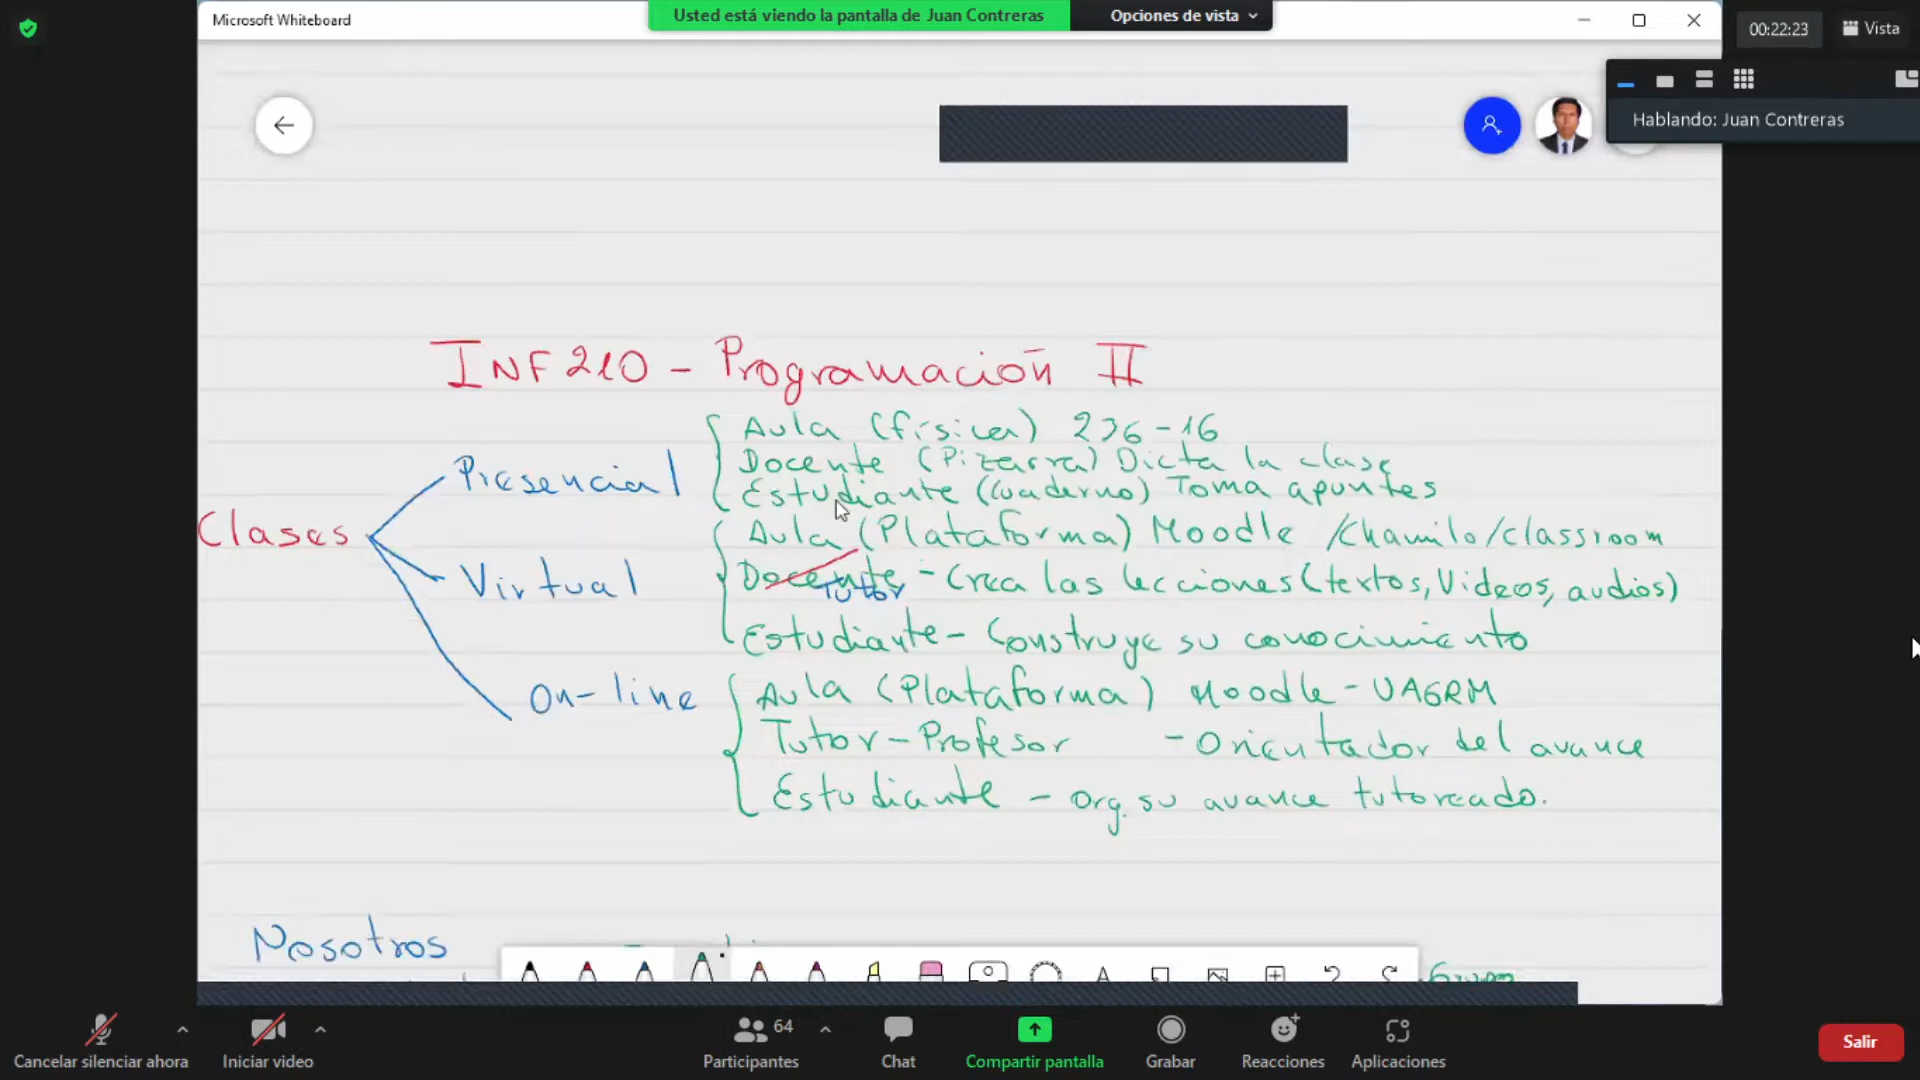 Microsoft Whiteboard
Usted está viendo la pantalla de Juan Contreras
Opciones de vista
00:22:23
Vista
Hablando: Juan Contreras
INF210 - Programación II
Clases
Presencial
Aula (física) 236-16
Docente (Pizarra) Dicta la clase
Estudiante (Cuaderno) Toma apuntes
Virtual
Aula (Plataforma) Moodle /Chamilo/classroom
Docente Tutor - Crea las lecciones (textos, Videos, audios)
Estudiante - Construye su conocimiento
On-line
Aula (Plataforma) Moodle - UAGRM
Tutor - Profesor - Orientador del avance
Estudiante - org. su avance tutoreado.
Nosotros
Grupo
Cancelar silenciar ahora
Iniciar video
64
Participantes
Chat
Compartir pantalla
Grabar
Reacciones
Aplicaciones
Salir